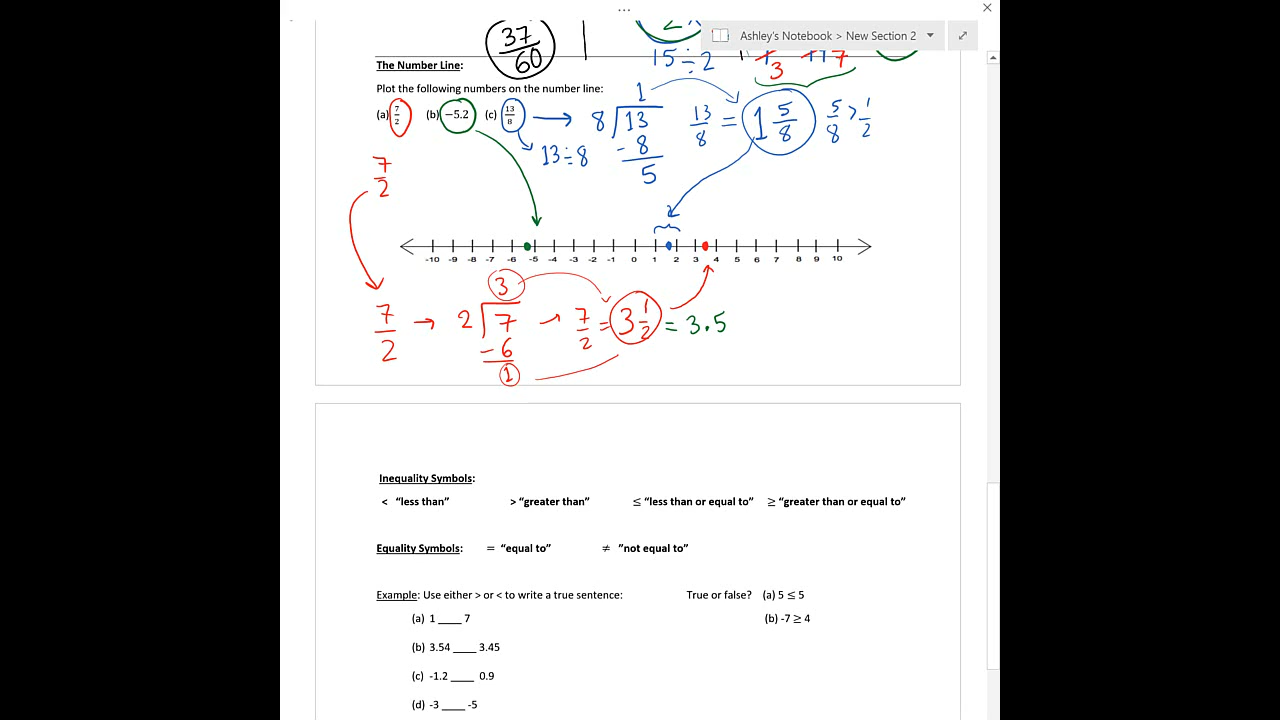 Ashley's Notebook > New Section 2
37/60
15 ÷ 2
3 7
The Number Line:
Plot the following numbers on the number line:
(a) 7/2 (b) −5.2 (c) 13/8
13 ÷ 8
1
8 13
- 8
5
13/8 = 1 5/8
5/8 > 1/2
7/2
-10 -9 -8 -7 -6 -5 -4 -3 -2 -1 0 1 2 3 4 5 6 7 8 9 10
7/2 → 2 7
3
-6
1
→ 7/2 = 3 1/2 = 3.5
Inequality Symbols:
< “less than” > “greater than” ≤ “less than or equal to” ≥ “greater than or equal to”
Equality Symbols: = “equal to” ≠ ”not equal to”
Example: Use either > or < to write a true sentence: True or false? (a) 5 ≤ 5
(a) 1 ____ 7 (b) -7 ≥ 4
(b) 3.54 ____ 3.45
(c) -1.2 ____ 0.9
(d) -3 ____ -5